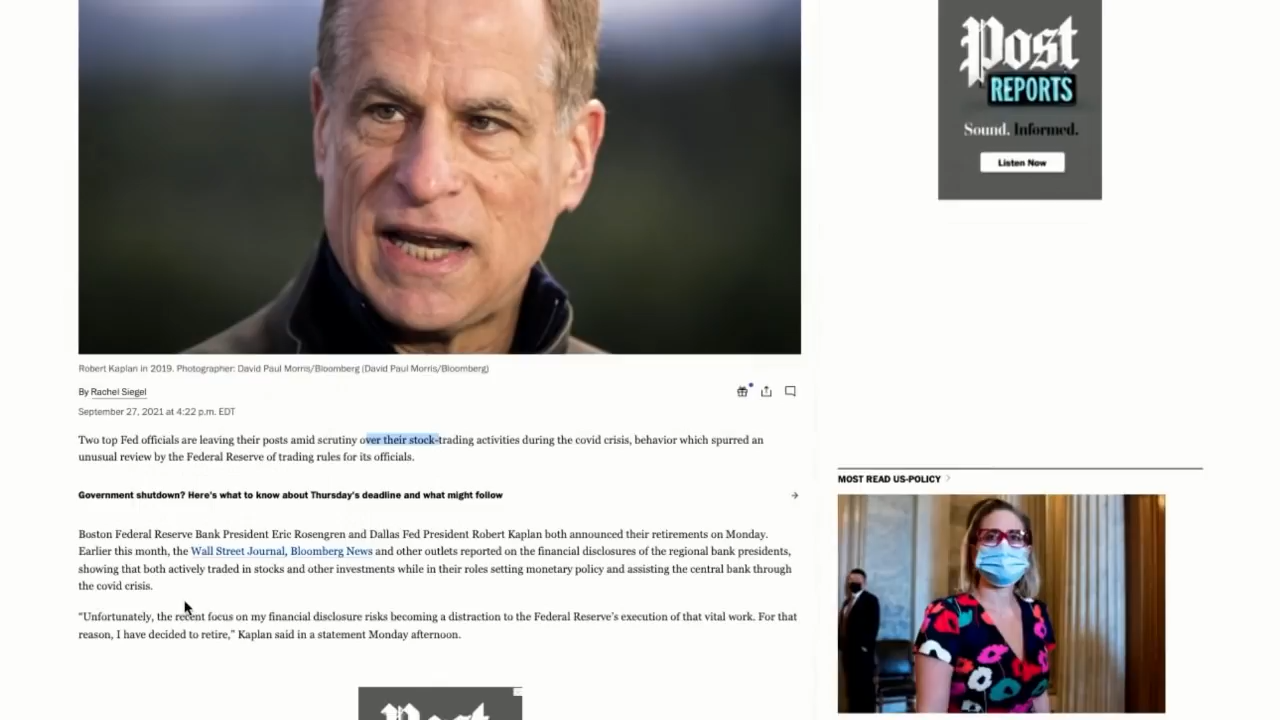 Post
REPORTS
Sound. Informed.
Listen Now
Robert Kaplan in 2019. Photographer: David Paul Morris/Bloomberg (David Paul Morris/Bloomberg)
By Rachel Siegel
September 27, 2021 at 4:22 p.m. EDT
Two top Fed officials are leaving their posts amid scrutiny over their stock-trading activities during the covid crisis, behavior which spurred an
unusual review by the Federal Reserve of trading rules for its officials.
Government shutdown? Here's what to know about Thursday's deadline and what might follow
Boston Federal Reserve Bank President Eric Rosengren and Dallas Fed President Robert Kaplan both announced their retirements on Monday.
Earlier this month, the Wall Street Journal, Bloomberg News and other outlets reported on the financial disclosures of the regional bank presidents,
showing that both actively traded in stocks and other investments while in their roles setting monetary policy and assisting the central bank through
the covid crisis.
“Unfortunately, the recent focus on my financial disclosure risks becoming a distraction to the Federal Reserve’s execution of that vital work. For that
reason, I have decided to retire,” Kaplan said in a statement Monday afternoon.
Post
MOST READ US-POLICY